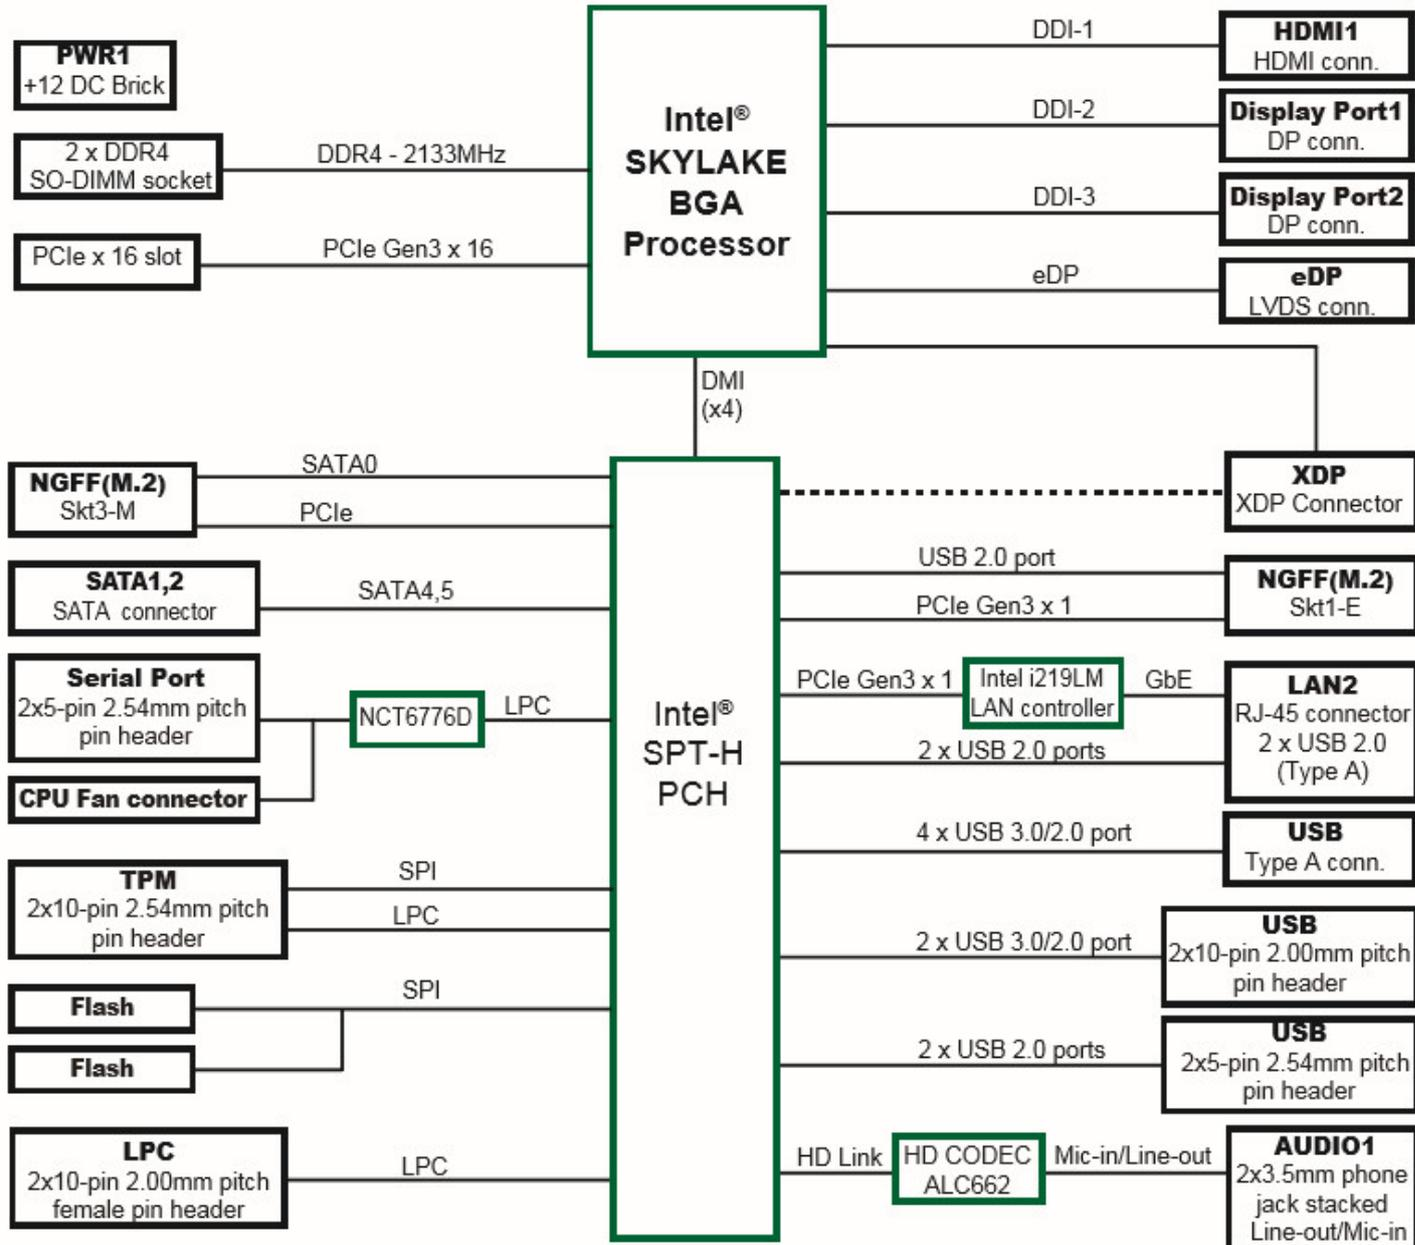 PWR1
+12 DC Brick
2 x DDR4
SO-DIMM socket
DDR4 - 2133MHz
PCIe x 16 slot
PCIe Gen3 x 16
Intel®
SKYLAKE
BGA
Processor
DDI-1
HDMI1
HDMI conn.
DDI-2
Display Port1
DP conn.
DDI-3
Display Port2
DP conn.
eDP
eDP
LVDS conn.
DMI
(x4)
NGFF(M.2)
Skt3-M
SATA0
PCIe
SATA1,2
SATA connector
SATA4,5
Serial Port
2x5-pin 2.54mm pitch
pin header
NCT6776D
LPC
CPU Fan connector
TPM
2x10-pin 2.54mm pitch
pin header
SPI
LPC
Flash
SPI
Flash
LPC
2x10-pin 2.00mm pitch
female pin header
LPC
Intel®
SPT-H
PCH
XDP
XDP Connector
USB 2.0 port
PCIe Gen3 x 1
NGFF(M.2)
Skt1-E
PCIe Gen3 x 1
Intel i219LM
LAN controller
GbE
2 x USB 2.0 ports
LAN2
RJ-45 connector
2 x USB 2.0
(Type A)
4 x USB 3.0/2.0 port
USB
Type A conn.
2 x USB 3.0/2.0 port
USB
2x10-pin 2.00mm pitch
pin header
2 x USB 2.0 ports
USB
2x5-pin 2.54mm pitch
pin header
HD Link
HD CODEC
ALC662
Mic-in/Line-out
AUDIO1
2x3.5mm phone
jack stacked
Line-out/Mic-in